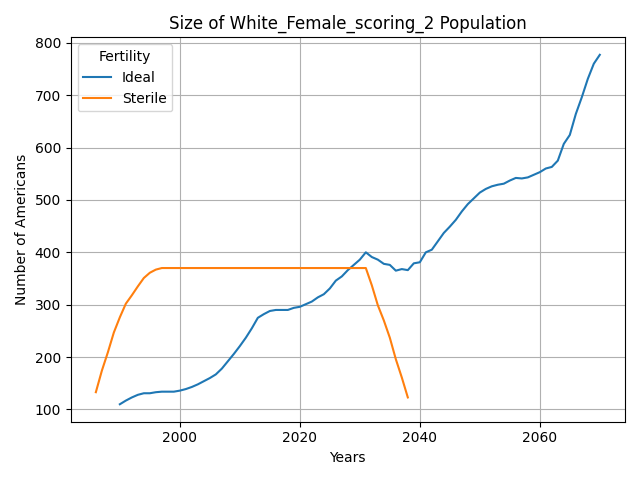 Size of White_Female_scoring_2 Population
Fertility
Ideal
Sterile
Number of Americans
800
700
600
500
400
300
200
100
2000 2020 2040 2060
Years